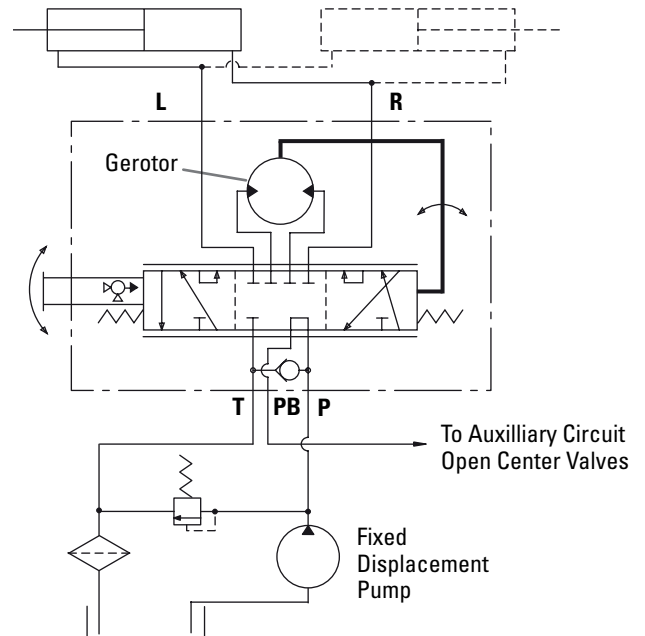 L
R
Gerotor
T
PB
P
To Auxilliary Circuit
Open Center Valves
Fixed
Displacement
Pump